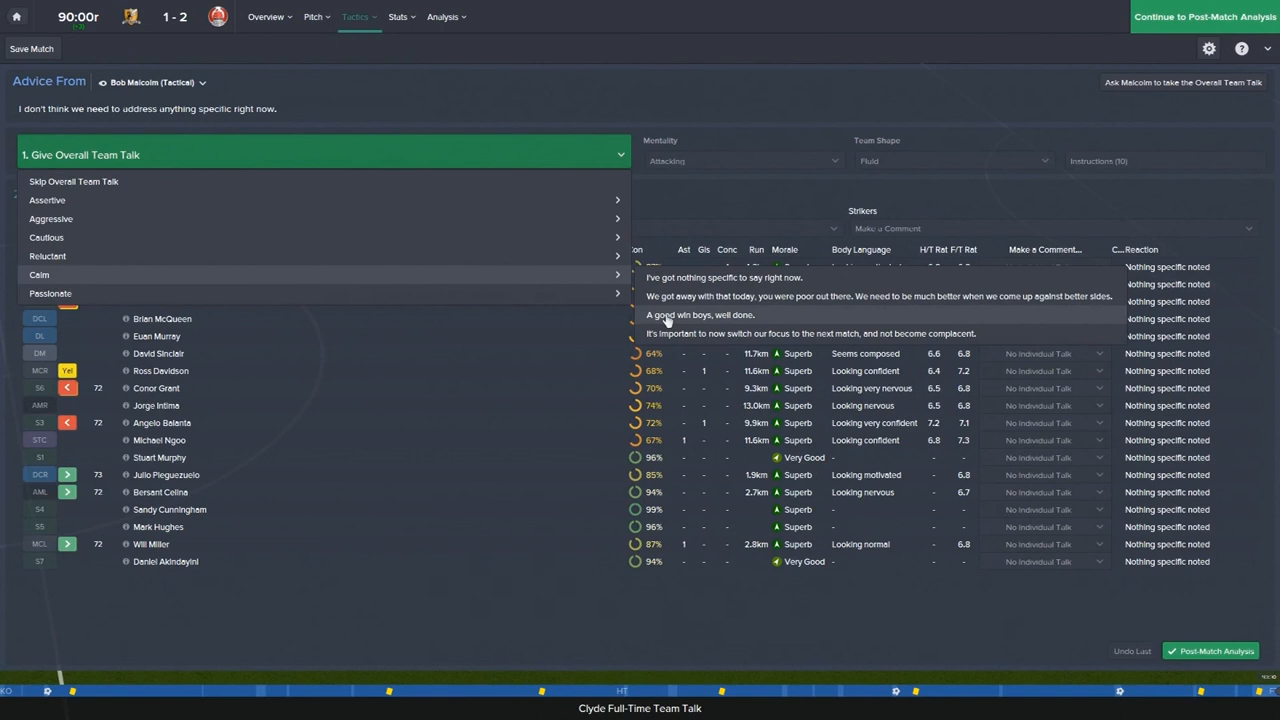 90:00r
1 - 2
Overview
Pitch
Tactics
Stats
Analysis
Continue to Post-Match Analysis
Save Match
Advice From Bob Malcolm (Tactical)
Ask Malcolm to take the Overall Team Talk
I don't think we need to address anything specific right now.
1. Give Overall Team Talk
Mentality
Team Shape
Attacking
Fluid
Instructions (10)
Skip Overall Team Talk
Assertive
Aggressive
Cautious
Reluctant
Calm
Passionate
Strikers
Make a Comment
Con Ast Gls Conc Run Morale Body Language H/T Rat F/T Rat Make a Comment... C... Reaction
I've got nothing specific to say right now.
We got away with that today, you were poor out there. We need to be much better when we come up against better sides.
A good win boys, well done.
It's important to now switch our focus to the next match, and not become complacent.
Nothing specific noted
Nothing specific noted
Nothing specific noted
DCL Brian McQueen Nothing specific noted
DL Euan Murray Nothing specific noted
DM David Sinclair 64% - - - 11.7km Superb Seems composed 6.6 6.8 No Individual Talk Nothing specific noted
MCR Yel Ross Davidson 68% - 1 - 11.6km Superb Looking confident 6.4 7.2 No Individual Talk Nothing specific noted
S6 72 Conor Grant 70% - - - 9.3km Superb Looking very nervous 6.5 6.8 No Individual Talk Nothing specific noted
AMR Jorge Intima 74% - - - 13.0km Superb Looking nervous 6.5 6.8 No Individual Talk Nothing specific noted
S3 72 Angelo Balanta 72% - 1 - 9.9km Superb Looking very confident 7.2 7.1 No Individual Talk Nothing specific noted
STC Michael Ngoo 67% 1 - - 11.6km Superb Looking confident 6.8 7.3 No Individual Talk Nothing specific noted
S1 Stuart Murphy 96% - - - Very Good - - - No Individual Talk Nothing specific noted
DCR 73 Julio Pleguezuelo 85% - - - 1.9km Superb Looking motivated - 6.8 No Individual Talk Nothing specific noted
AML 72 Bersant Celina 94% - - - 2.7km Superb Looking nervous - 6.7 No Individual Talk Nothing specific noted
S4 Sandy Cunningham 99% - - - Superb - - - No Individual Talk Nothing specific noted
S5 Mark Hughes 96% - - - Superb - - - No Individual Talk Nothing specific noted
MCL 72 Will Miller 87% 1 - - 2.8km Superb Looking normal - 6.8 No Individual Talk Nothing specific noted
S7 Daniel Akindayini 94% - - - Very Good - - - No Individual Talk Nothing specific noted
Undo Last
Post-Match Analysis
KO
HT
Clyde Full-Time Team Talk